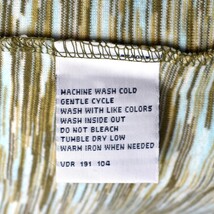 MACHINE WASH COLD
GENTLE CYCLE
WASH WITH LIKE COLORS
WASH INSIDE OUT
DO NOT BLEACH
TUMBLE DRY LOW
WARM IRON WHEN NEEDED
VDR 191 104